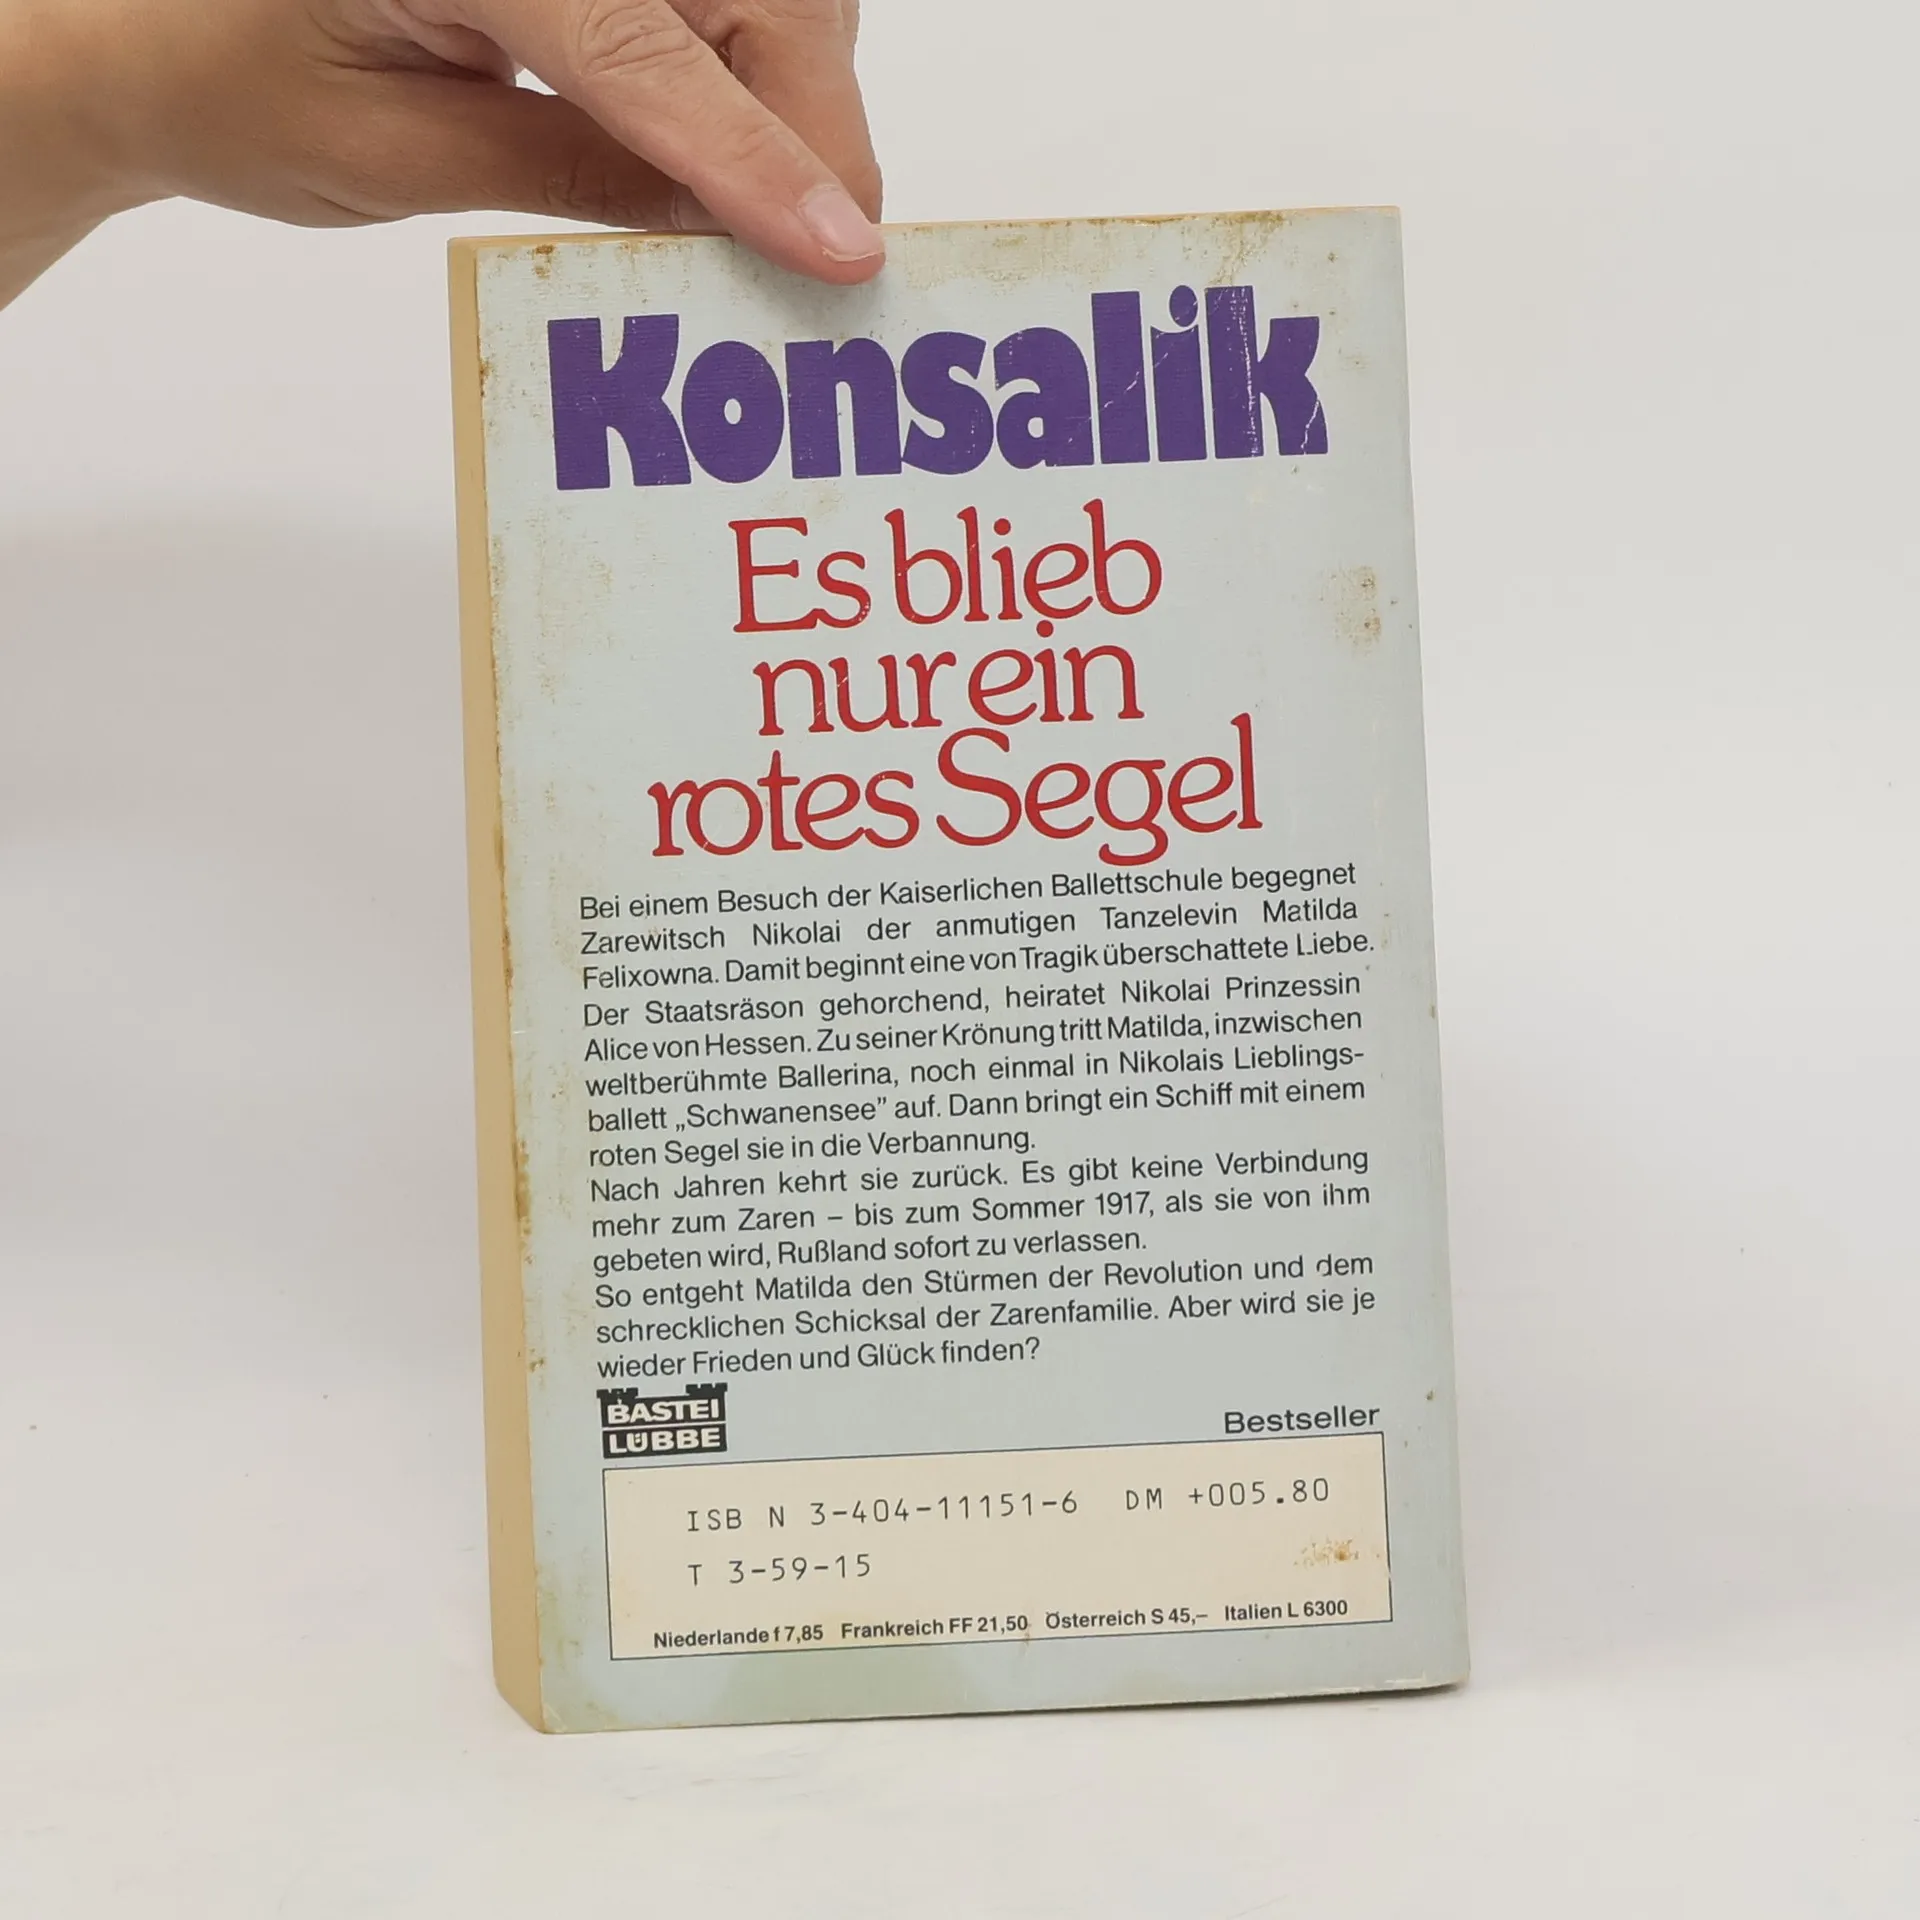 Konsalik
Es blieb
nur ein
rotes Segel
Bei einem Besuch der Kaiserlichen Ballettschule begegnet
Zarewitsch Nikolai der anmutigen Tanzelevin Matilda
Felixowna. Damit beginnt eine von Tragik überschattete Liebe.
Der Staatsräson gehorchend, heiratet Nikolai Prinzessin
Alice von Hessen. Zu seiner Krönung tritt Matilda, inzwischen
weltberühmte Ballerina, noch einmal in Nikolais Lieblings-
ballett „Schwanensee” auf. Dann bringt ein Schiff mit einem
roten Segel sie in die Verbannung.
Nach Jahren kehrt sie zurück. Es gibt keine Verbindung
mehr zum Zaren – bis zum Sommer 1917, als sie von ihm
gebeten wird, Rußland sofort zu verlassen.
So entgeht Matilda den Stürmen der Revolution und dem
schrecklichen Schicksal der Zarenfamilie. Aber wird sie je
wieder Frieden und Glück finden?
BASTEI
LÜBBE
Bestseller
ISB N 3-404-11151-6 DM +005.80
T 3-59-15
Niederlande f 7,85 Frankreich FF 21,50 Österreich S 45,– Italien L 6300